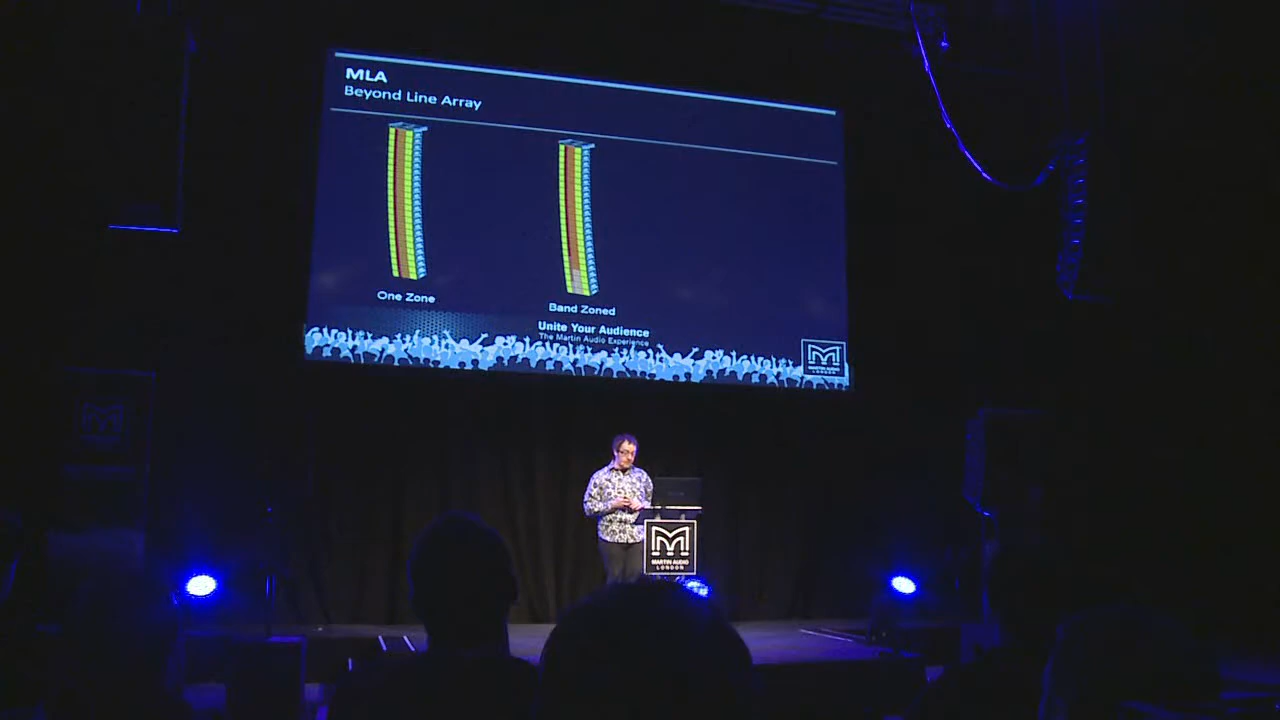 MLA
Beyond Line Array
One Zone
Band Zoned
Unite Your Audience
The Martin Audio Experience
MARTIN AUDIO
LONDON
MARTIN AUDIO
LONDON